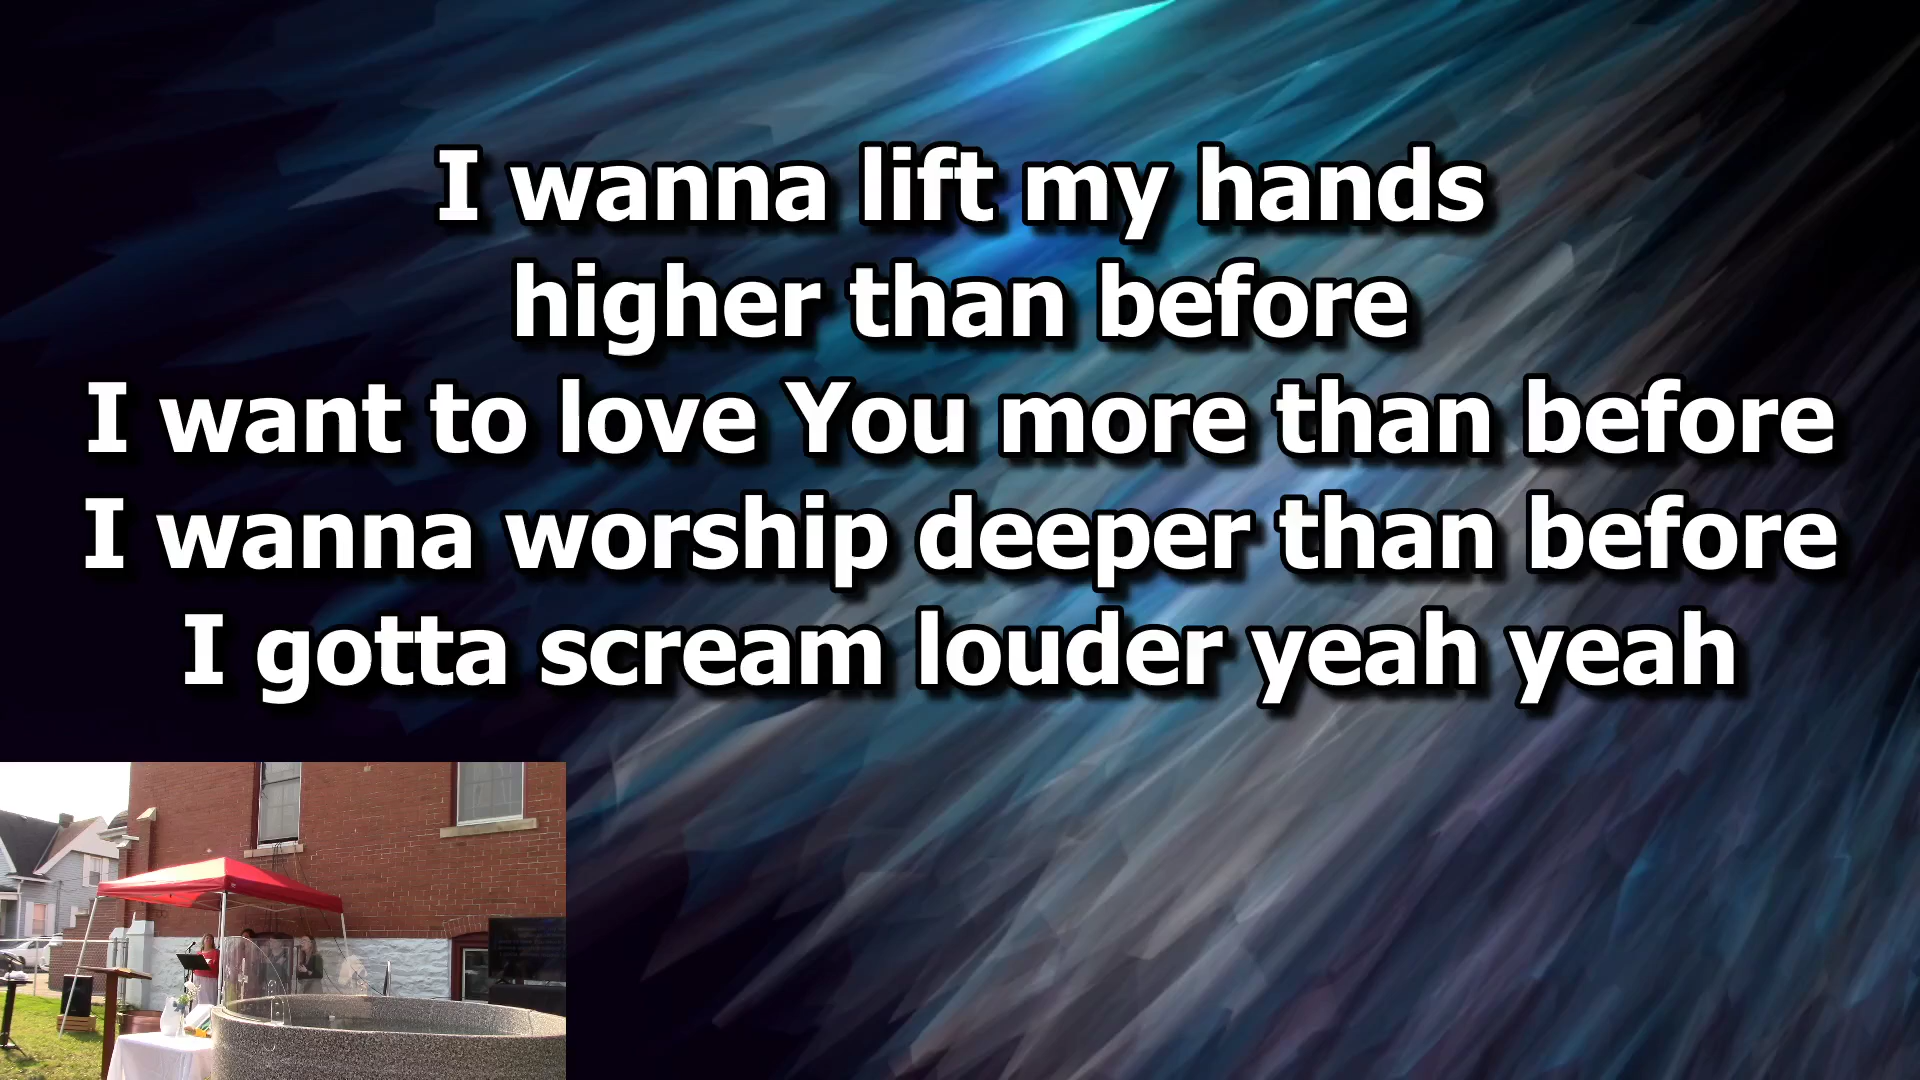 I wanna lift my hands
higher than before
I want to love You more than before
I wanna worship deeper than before
I gotta scream louder yeah yeah